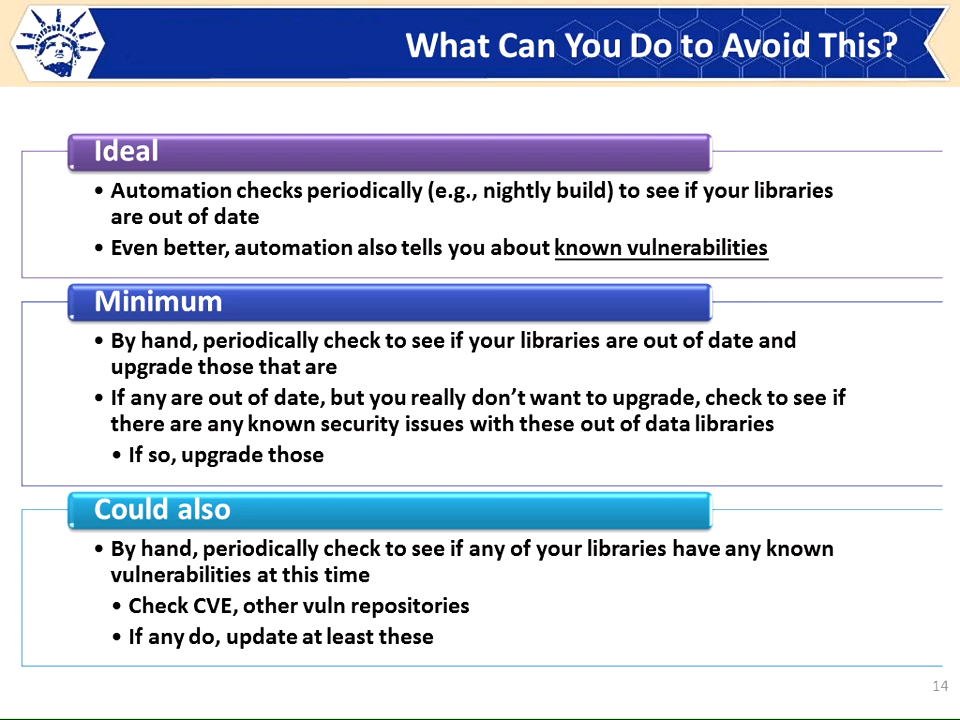 What Can You Do to Avoid This?
Ideal
• Automation checks periodically (e.g., nightly build) to see if your libraries
are out of date
• Even better, automation also tells you about known vulnerabilities
Minimum
• By hand, periodically check to see if your libraries are out of date and
upgrade those that are
• If any are out of date, but you really don’t want to upgrade, check to see if
there are any known security issues with these out of data libraries
• If so, upgrade those
Could also
• By hand, periodically check to see if any of your libraries have any known
vulnerabilities at this time
• Check CVE, other vuln repositories
• If any do, update at least these
14